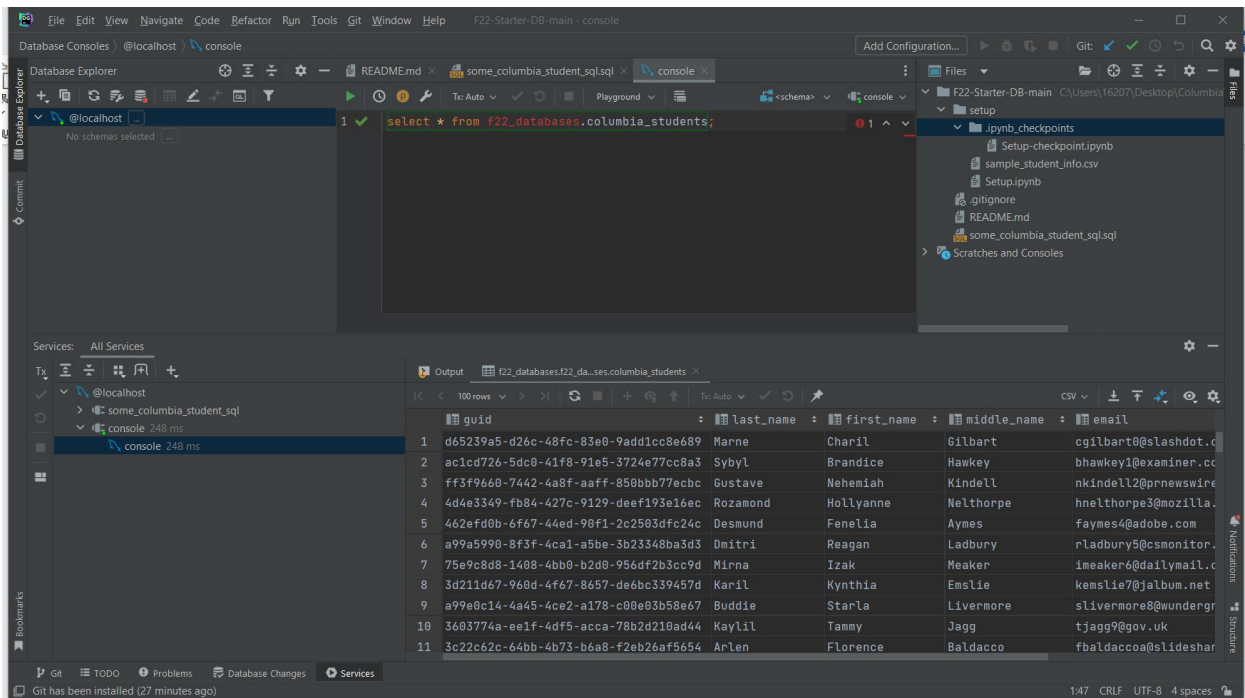 File Edit View Navigate Code Refactor Run Tools Git Window Help F22-Starter-DB-main - console
Database Consoles @localhost console Add Configuration... Git:
Database Explorer
README.md some_columbia_student_sql.sql console
Files
Tx: Auto Playground <schema> console
@localhost ...
No schemas selected ...
1 select * from f22_databases.columbia_students;
1
F22-Starter-DB-main C:\Users\16207\Desktop\Columbia
setup
.ipynb_checkpoints
Setup-checkpoint.ipynb
sample_student_info.csv
Setup.ipynb
.gitignore
README.md
some_columbia_student_sql.sql
Scratches and Consoles
Database Explorer
Commit
Bookmarks
Files
Notifications
Structure
Services: All Services
Tx
@localhost
some_columbia_student_sql
console 248 ms
console 248 ms
Output f22_databases.f22_da...ses.columbia_students
100 rows Tx: Auto CSV
guid last_name first_name middle_name email
1 d65239a5-d26c-48fc-83e0-9add1cc8e689 Marne Charil Gilbart cgilbart0@slashdot.c
2 ac1cd726-5dc0-41f8-91e5-3724e77cc8a3 Sybyl Brandice Hawkey bhawkey1@examiner.cc
3 ff3f9660-7442-4a8f-aaff-850bbb77ecbc Gustave Nehemiah Kindell nkindell2@prnewswire
4 4d4e3349-fb84-427c-9129-deef193e16ec Rozamond Hollyanne Nelthorpe hnelthorpe3@mozilla.
5 462efd0b-6f67-44ed-90f1-2c2503dfc24c Desmund Fenelia Aymes faymes4@adobe.com
6 a99a5990-8f3f-4ca1-a5be-3b23348ba3d3 Dmitri Reagan Ladbury rladbury5@csmonitor.
7 75e9c8d8-1408-4bb0-b2d0-956df2b3cc9d Mirna Izak Meaker imeaker6@dailymail.c
8 3d211d67-960d-4f67-8657-de6bc339457d Karil Kynthia Emslie kemslie7@jalbum.net
9 a99e0c14-4a45-4ce2-a178-c00e03b58e67 Buddie Starla Livermore slivermore8@wundergr
10 3603774a-ee1f-4df5-acca-78b2d210ad44 Kaylil Tammy Jagg tjagg9@gov.uk
11 3c22c62c-64bb-4b73-b6a8-f2eb26af5654 Arlen Florence Baldacco fbaldaccoa@slideshar
Git TODO Problems Database Changes Services
Git has been installed (27 minutes ago) 1:47 CRLF UTF-8 4 spaces